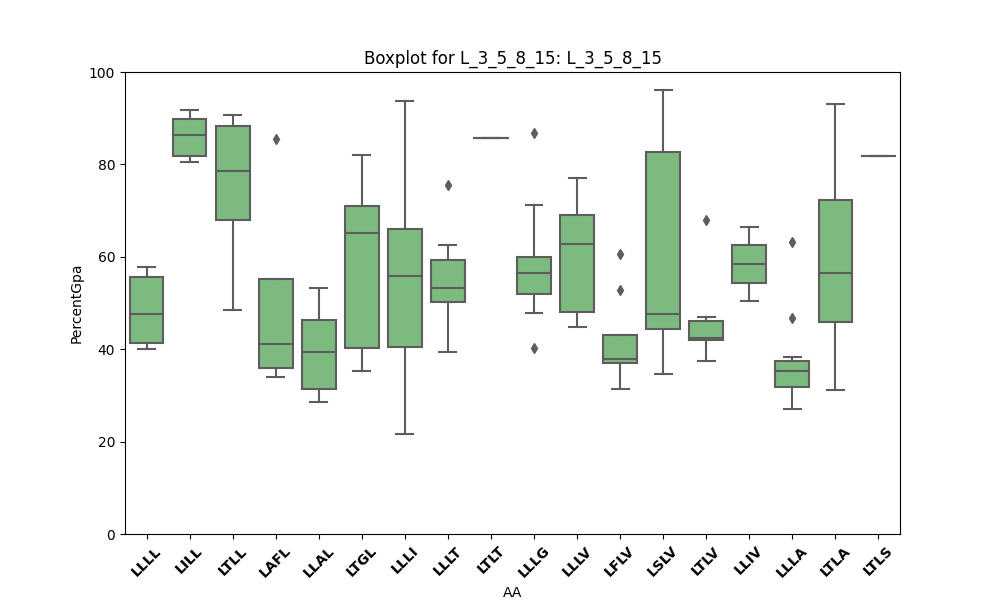 Boxplot for L_3_5_8_15: L_3_5_8_15
PercentGpa
100
80
60
40
20
0
LLLL LILL LTLL LAFL LLAL LTGL LLLI LLLT LTLT LLLG LLLV LFLV LSLV LTLV LLIV LLLA LTLA LTLS
AA